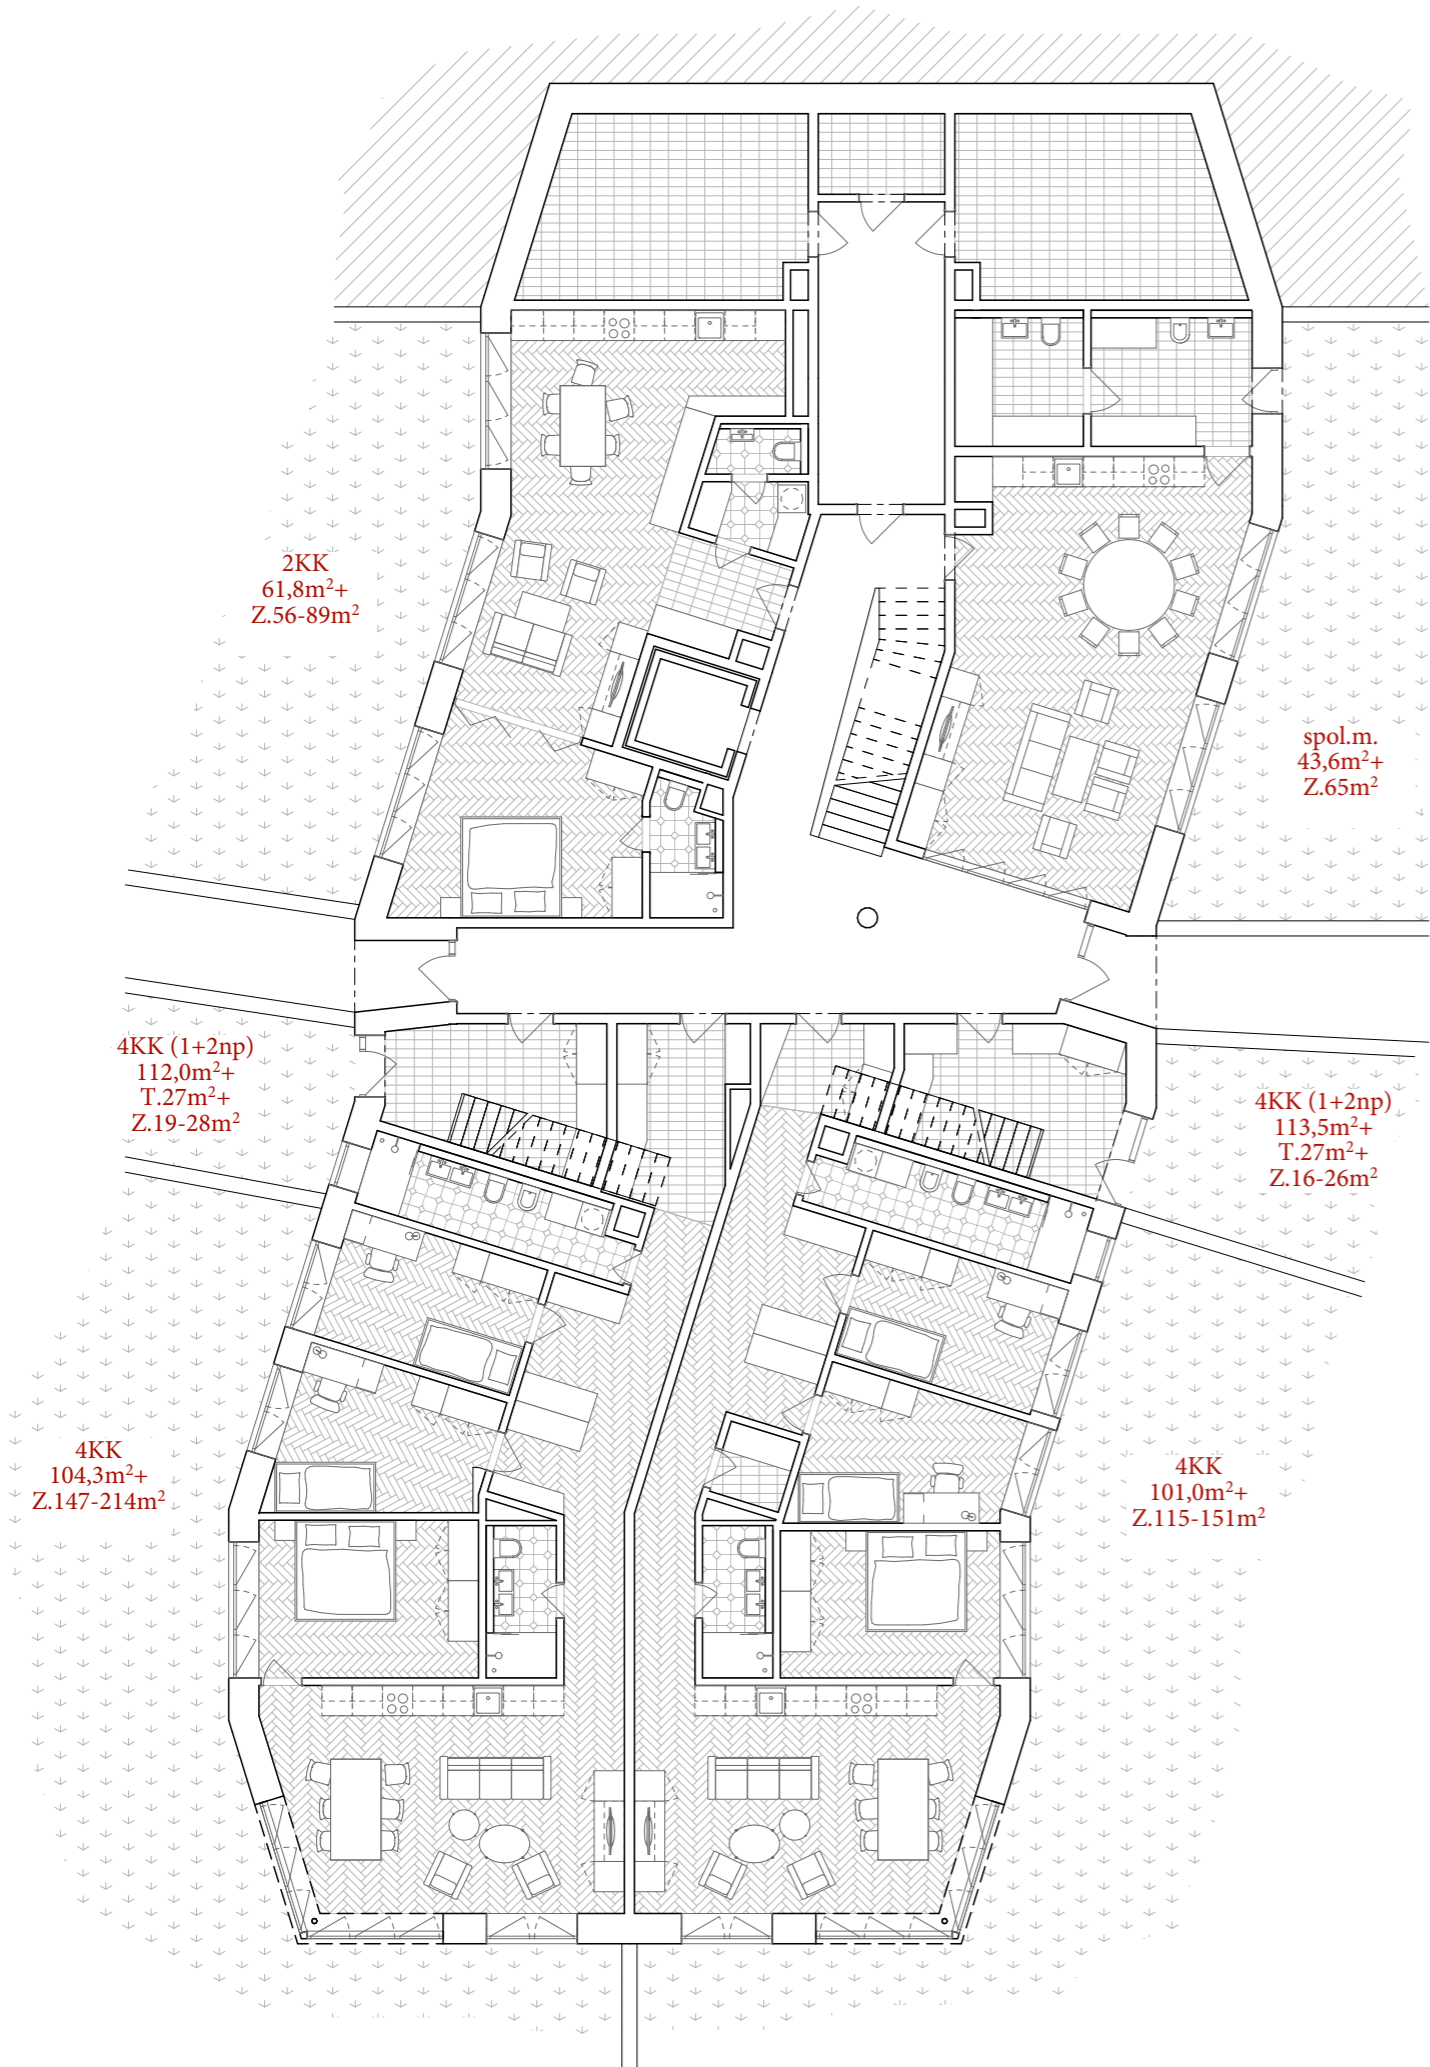 2KK
61,8m²+
Z.56-89m²
spol.m.
43,6m²+
Z.65m²
4KK (1+2np)
112,0m²+
T.27m²+
Z.19-28m²
4KK (1+2np)
113,5m²+
T.27m²+
Z.16-26m²
4KK
104,3m²+
Z.147-214m²
4KK
101,0m²+
Z.115-151m²